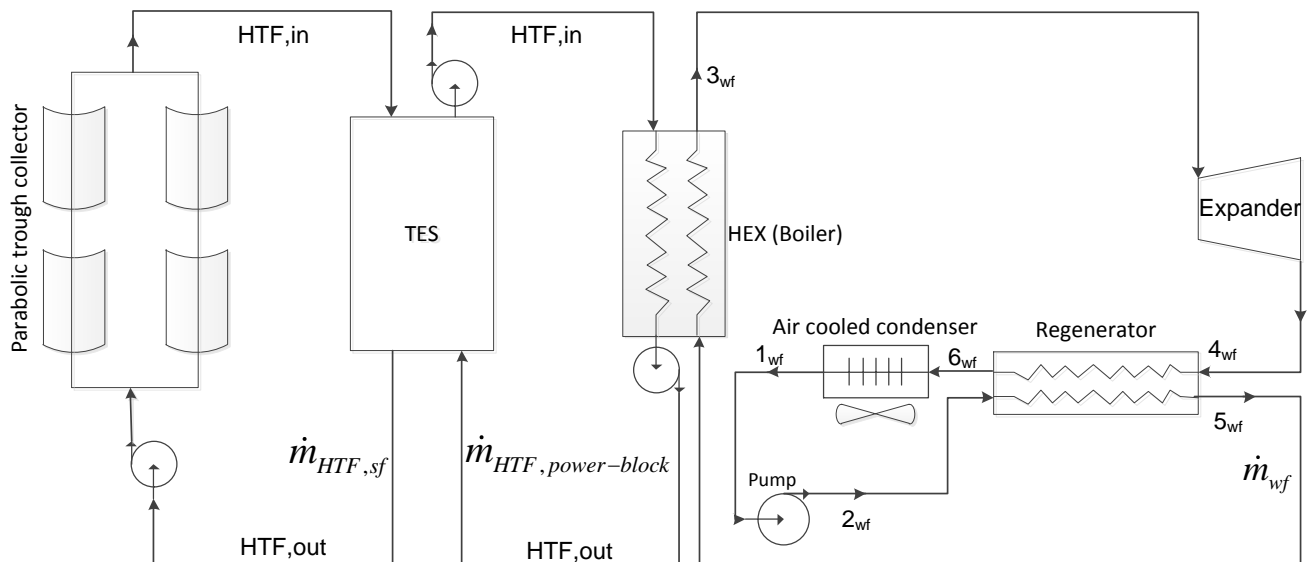 HTF,in
HTF,in
3wf
Parabolic trough collector
TES
HEX (Boiler)
Expander
Air cooled condenser
Regenerator
1wf
6wf
4wf
5wf
ṁHTF,sf
ṁHTF,power−block
Pump
2wf
ṁwf
HTF,out
HTF,out